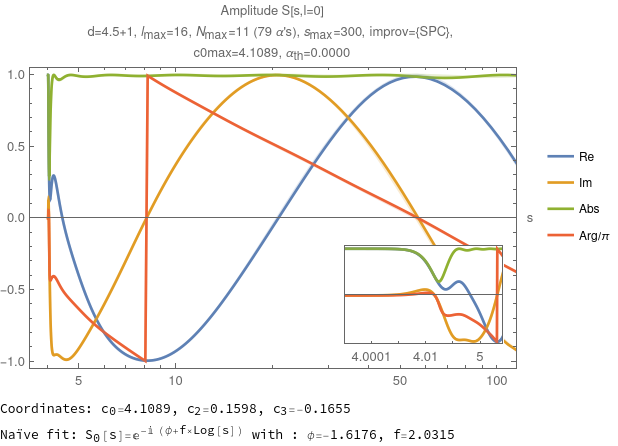 Amplitude S[s,l=0]
d=4.5+1, lmax=16, Nmax=11 (79 α's), smax=300, improv={SPC},
c0max=4.1089, αth=0.0000
1.0
0.5
0.0
−0.5
−1.0
5
10
50
100
s
4.0001
4.01
5
Re
Im
Abs
Arg/π
Coordinates: c0=4.1089, c2=0.1598, c3=-0.1655
Naïve fit: S0[s]=e^-i (ϕ+f×Log[s]) with : ϕ=-1.6176, f=2.0315